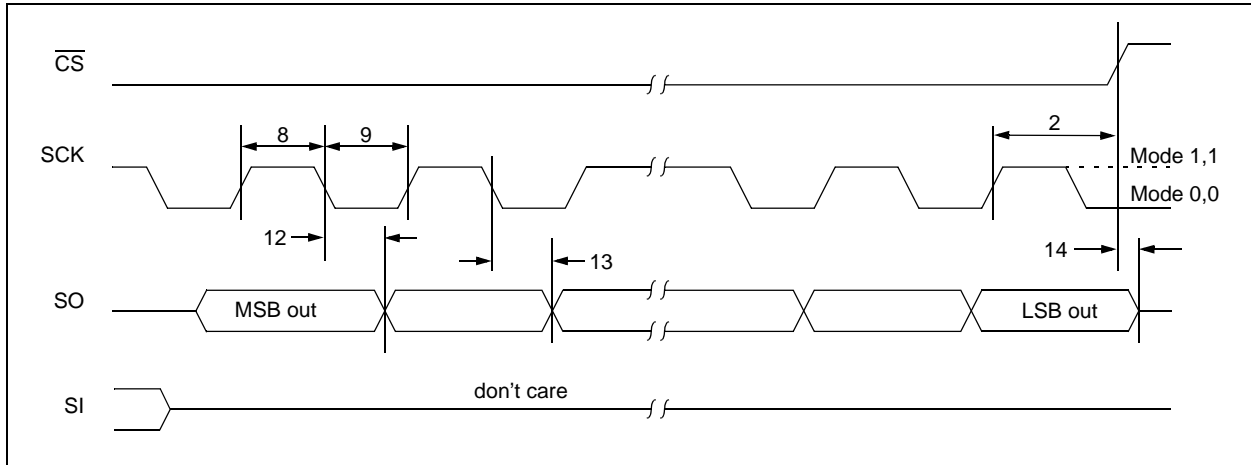 CS
8
9
2
SCK
Mode 1,1
Mode 0,0
12
13
14
SO
MSB out
LSB out
SI
don't care